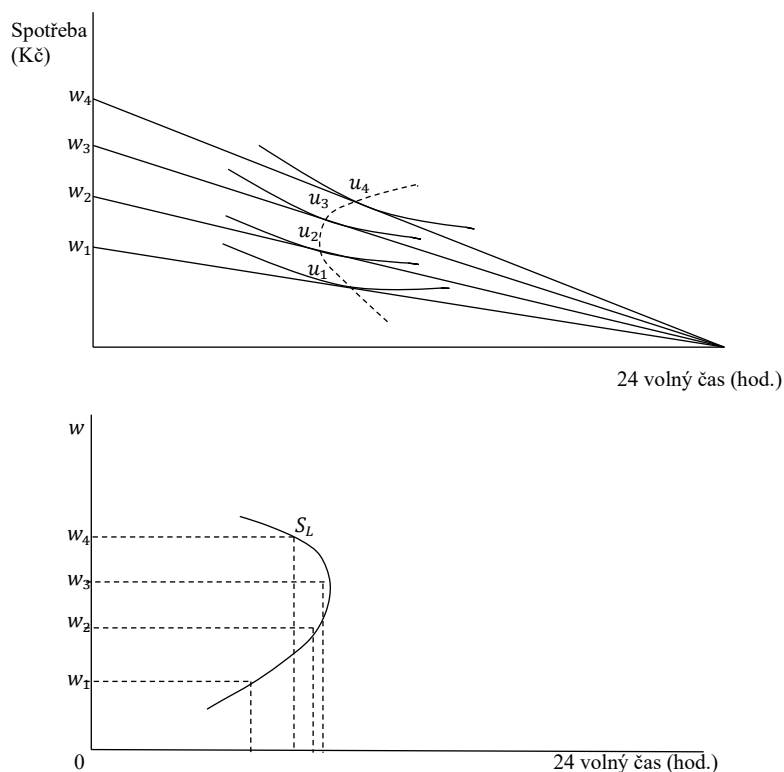 Spotřeba
(Kč)
w₄
w₃
w₂
w₁
u₄
u₃
u₂
u₁
24 volný čas (hod.)
w
w₄
S_L
w₃
w₂
w₁
0
24 volný čas (hod.)